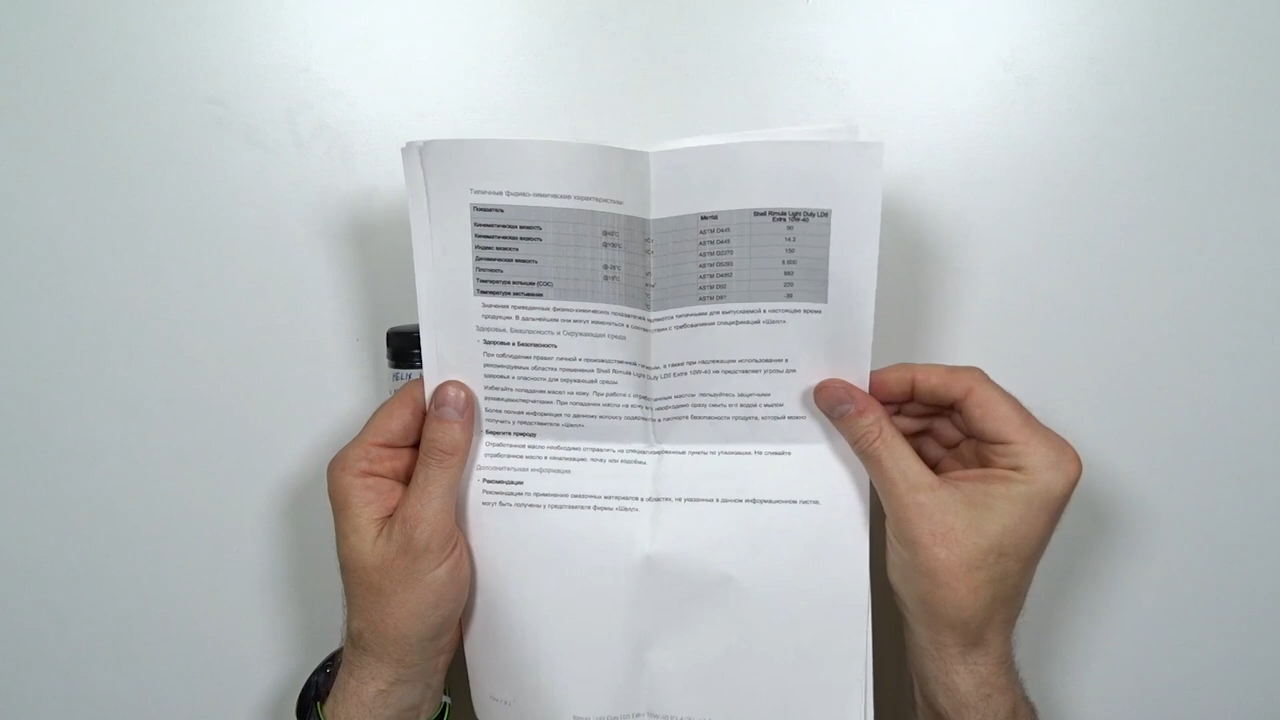 Типичные физико-химические характеристики
Показатель Метод Shell Rimula Light Duty LD5 Extra 10W-40
Кинематическая вязкость @40°C ASTM D445 90
Кинематическая вязкость @100°C ASTM D445 14.2
Индекс вязкости ASTM D2270 150
Динамическая вязкость @-25°C ASTM D5293 6 600
Плотность @15°C ASTM D4052 882
Температура вспышки (COC) ASTM D92 220
Температура застывания ASTM D97 -39
Значения приведенные физико-химических показателей являются типичными для выпускаемой в настоящее время
продукции. В дальнейшем они могут изменяться в соответствии с требованиями спецификаций «Шелл».
Здоровье, Безопасность и Окружающая среда
· Здоровье и Безопасность
При соблюдении правил личной и производственной гигиены, а также при надлежащем использовании в
рекомендуемых областях применения Shell Rimula Light Duty LD5 Extra 10W-40 не представляет угрозы для
здоровья и опасности для окружающей среды.
Избегайте попадания масел на кожу. При работе с отработанным маслом пользуйтесь защитными
рукавицами/перчатками. При попадании масла на кожу необходимо сразу смыть его водой с мылом.
Более полная информация по данному вопросу содержится в паспорте безопасности продукта, который можно
получить у представителя «Шелл».
· Берегите природу
Отработанное масло необходимо отправлять на специализированные пункты по утилизации. Не сливайте
отработанное масло в канализацию, почву или водоёмы.
Дополнительная информация
· Рекомендации
Рекомендации по применению смазочных материалов в областях, не указанных в данном информационном листке,
могут быть получены у представителя фирмы «Шелл».
HELIX